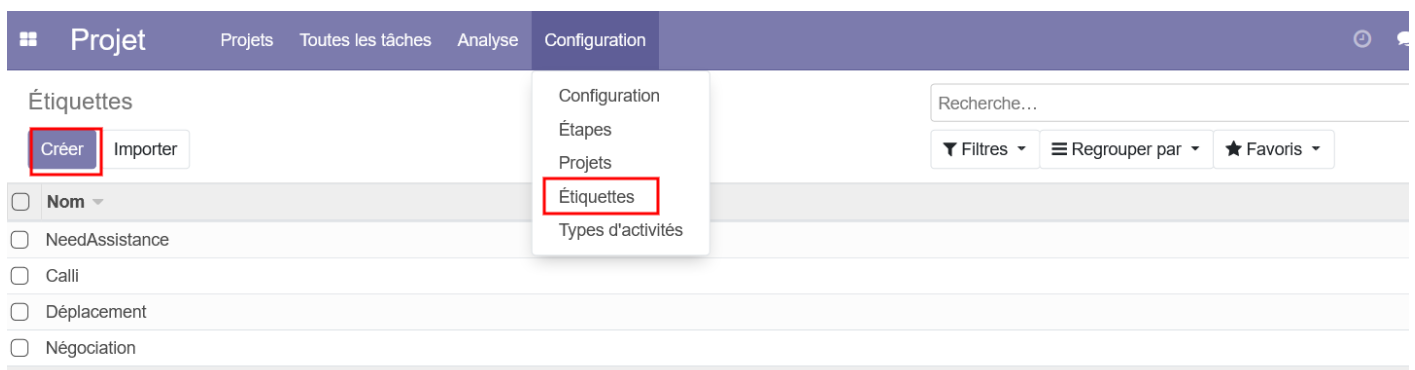 Projet Projets Toutes les tâches Analyse Configuration
Étiquettes
Créer Importer
Configuration
Étapes
Projets
Étiquettes
Types d'activités
Recherche...
Filtres Regrouper par Favoris
Nom
NeedAssistance
Calli
Déplacement
Négociation